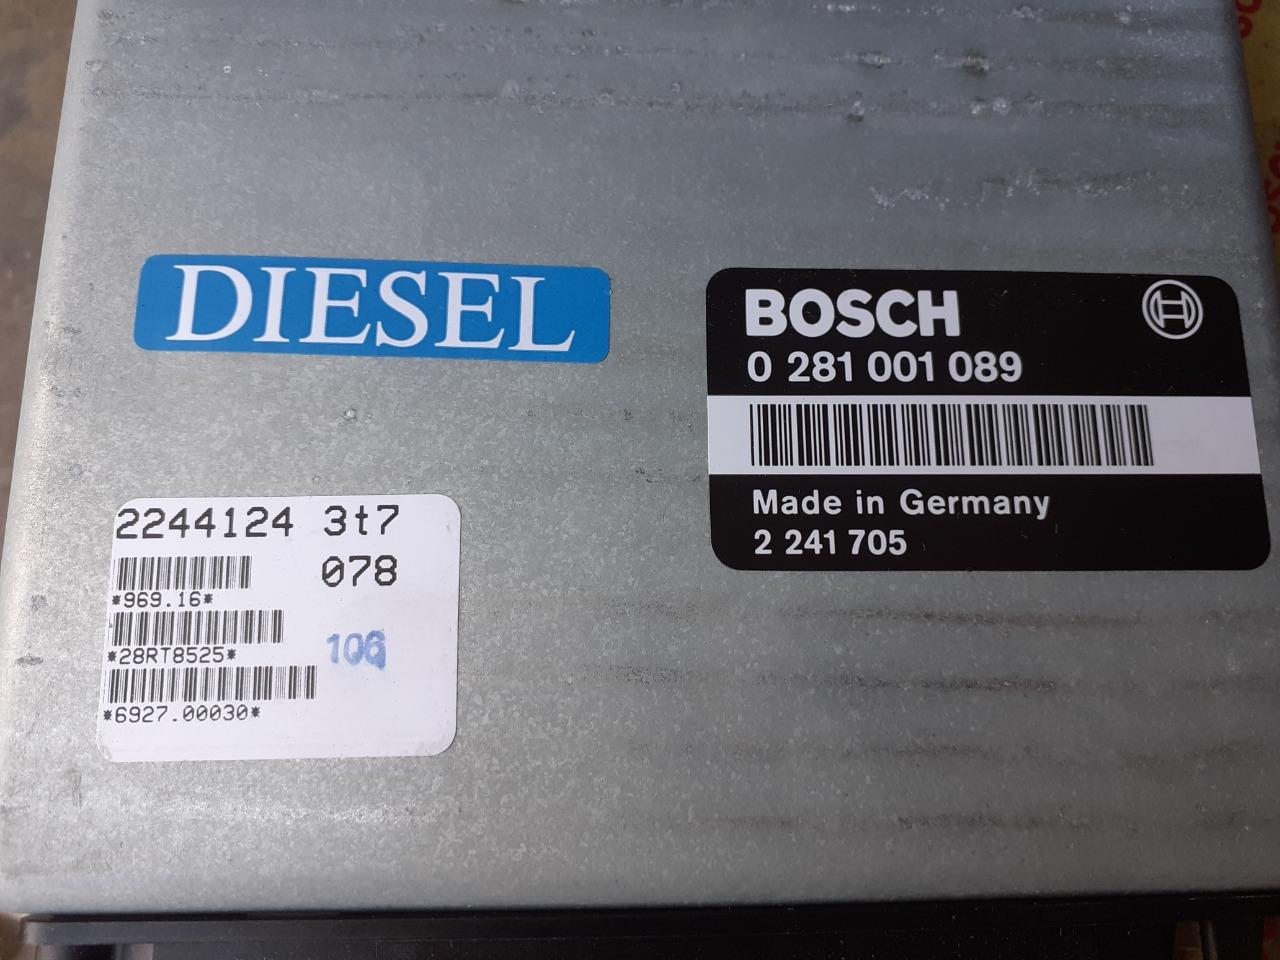 DIESEL
BOSCH
0 281 001 089
Made in Germany
2 241 705
2244124 3t7
078
*969.16*
*28RT8525*
106
*6927.00030*